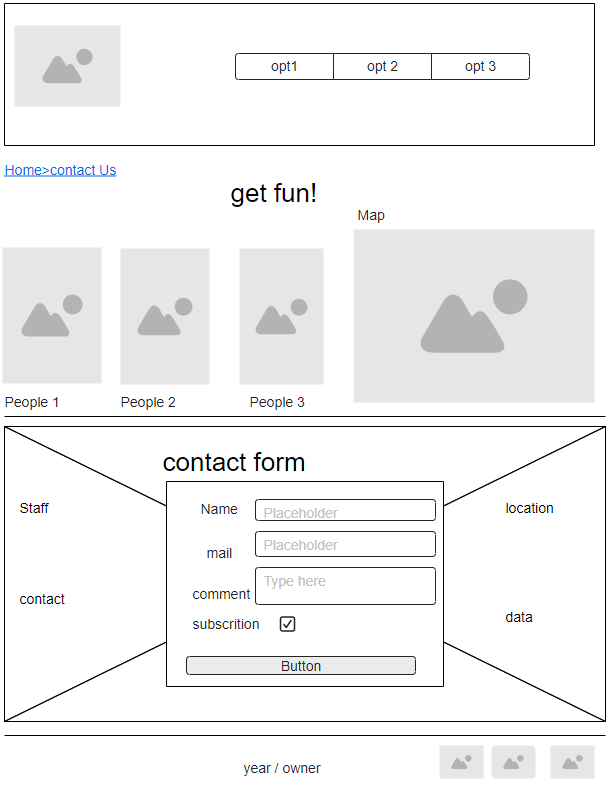 opt1 opt 2 opt 3
Home>contact Us
get fun!
Map
People 1 People 2 People 3
contact form
Staff
contact
Name Placeholder
mail Placeholder
comment Type here
subscrition
Button
location
data
year / owner